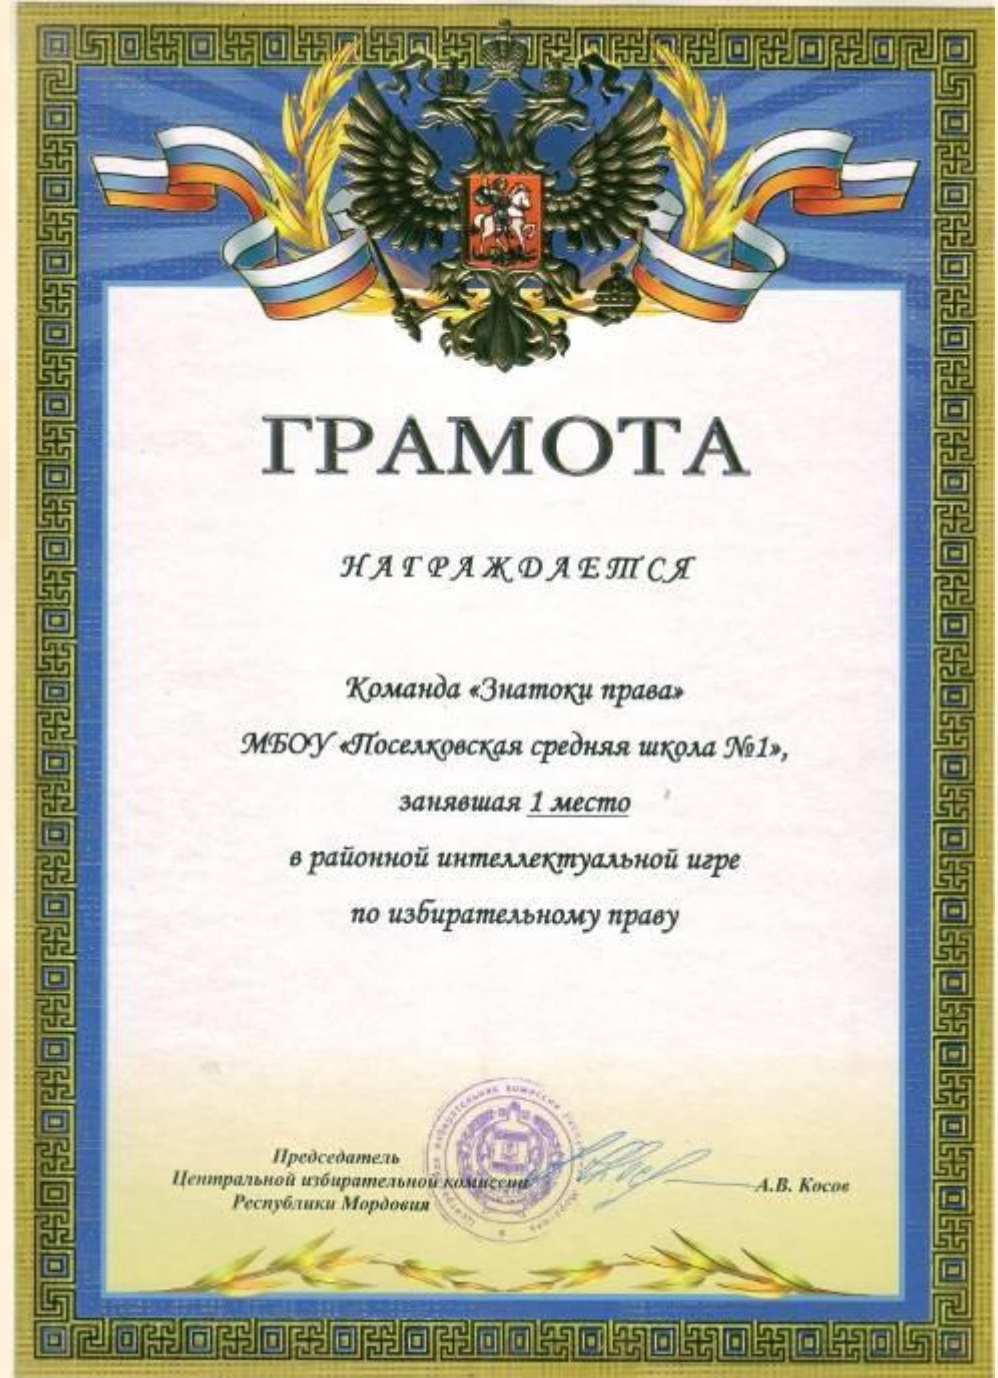 ГРАМОТА
НАГРАЖДАЕТСЯ
Команда «Знатоки права»
МБОУ «Поселковская средняя школа №1»,
занявшая 1 место
в районной интеллектуальной игре
по избирательному праву
Председатель
Центральной избирательной комиссии
Республики Мордовия
А.В. Косов